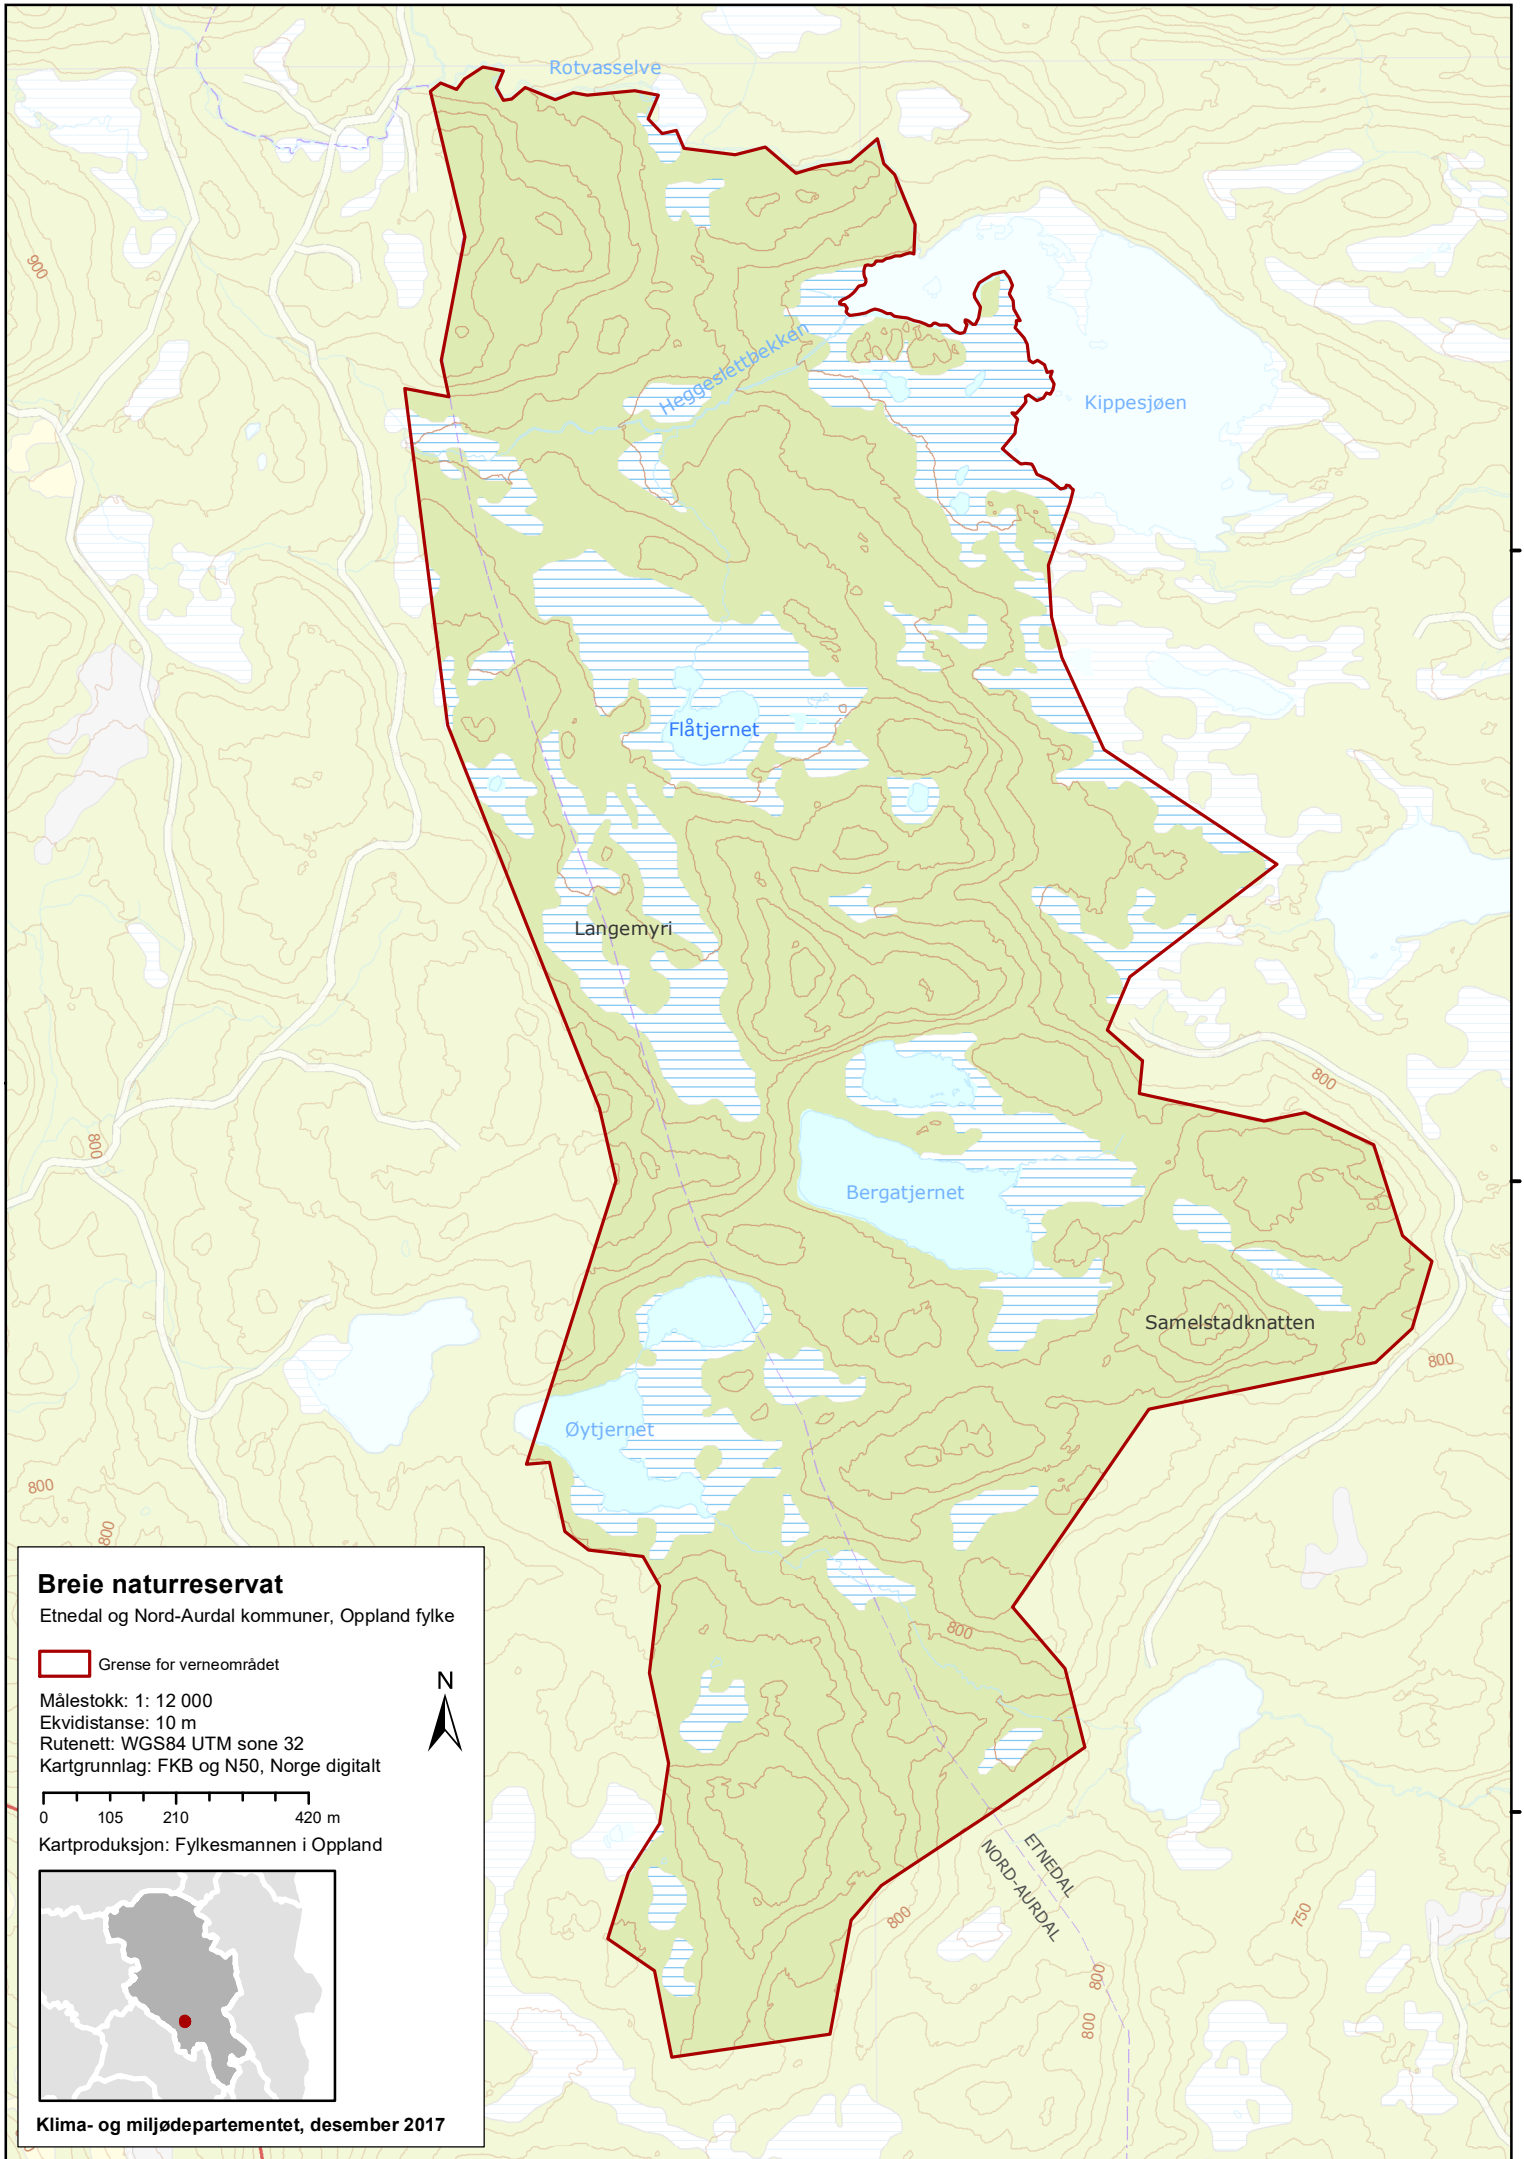 Rotvasselve
900
Heggeslettbekken
Kippesjøen
Flåtjernet
Langemyri
800
800
Bergatjernet
Samelstadknatten
800
Øytjernet
800
800
800
ETNEDAL
NORD-AURDAL
800
750
800
800
Breie naturreservat
Etnedal og Nord-Aurdal kommuner, Oppland fylke
Grense for verneområdet
N
Målestokk: 1: 12 000
Ekvidistanse: 10 m
Rutenett: WGS84 UTM sone 32
Kartgrunnlag: FKB og N50, Norge digitalt
0 105 210 420 m
Kartproduksjon: Fylkesmannen i Oppland
Klima- og miljødepartementet, desember 2017